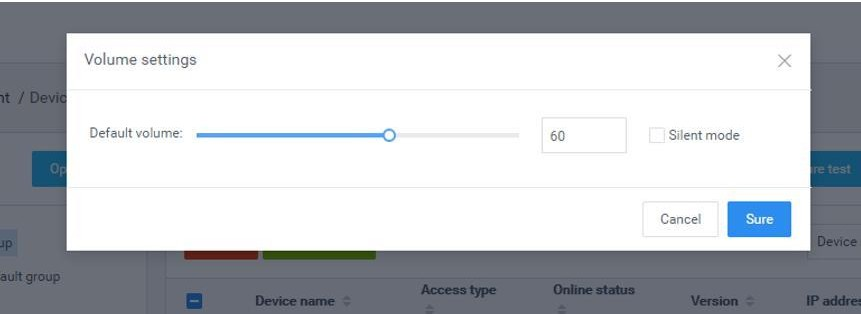 Volume settings
nt / Devic
Default volume: 60 Silent mode
Op
re test
Cancel Sure
up
Device
ault group
Device name Access type Online status Version IP addres